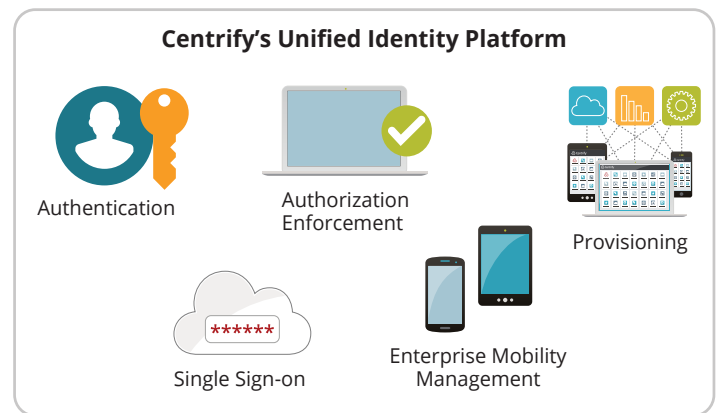 Centrify’s Unified Identity Platform
Authentication
Authorization
Enforcement
Provisioning
******
Single Sign-on
Enterprise Mobility
Management